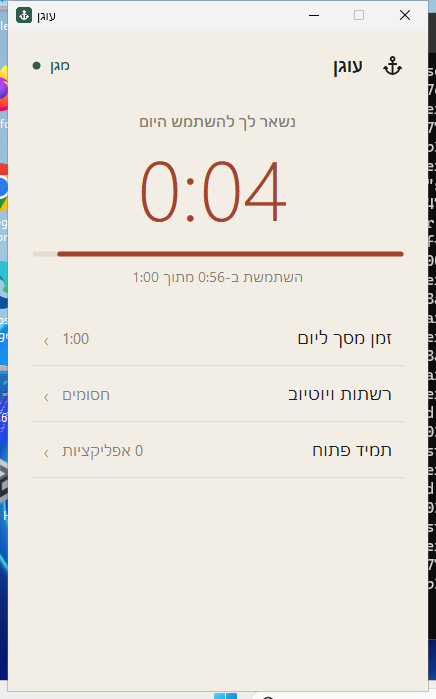 עוגן
עוגן
מגן
נשאר לך להשתמש היום
0:04
השתמשת ב-0:56 מתוך 1:00
זמן מסך ליום
1:00
רשתות ויוטיוב
חסומים
תמיד פתוח
0 אפליקציות